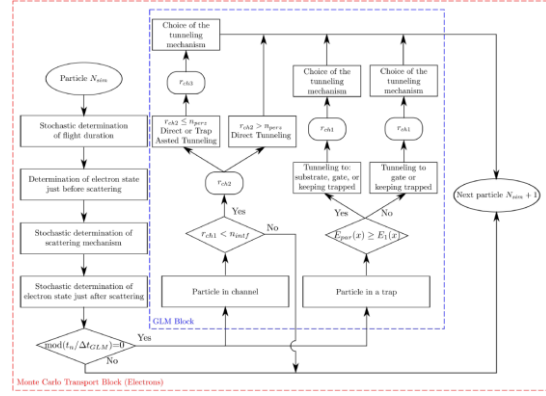 Particle N_sim
Stochastic determination
of flight duration
Determination of electron state
just before scattering
Stochastic determination of
scattering mechanism
Stochastic determination of
electron state just after scattering
mod(t_n/Δt_GLM)=0
Yes
No
Monte Carlo Transport Block (Electrons)
Choice of the
tunneling
mechanism
r_ch3
r_ch2 ≤ n_pers
Direct or Trap
Assted Tunneling
r_ch2 > n_pers
Direct Tunneling
r_ch2
Yes
No
r_ch1 < n_intf
Particle in channel
GLM Block
Choice of the
tunneling
mechanism
r_ch1
Tunneling to:
substrate, gate, or
keeping trapped
Choice of the
tunneling
mechanism
r_ch1
Tunneling to
gate or
keeping trapped
Yes
No
E_par(x) ≥ E_1(x)
Particle in a trap
Next particle N_sim + 1